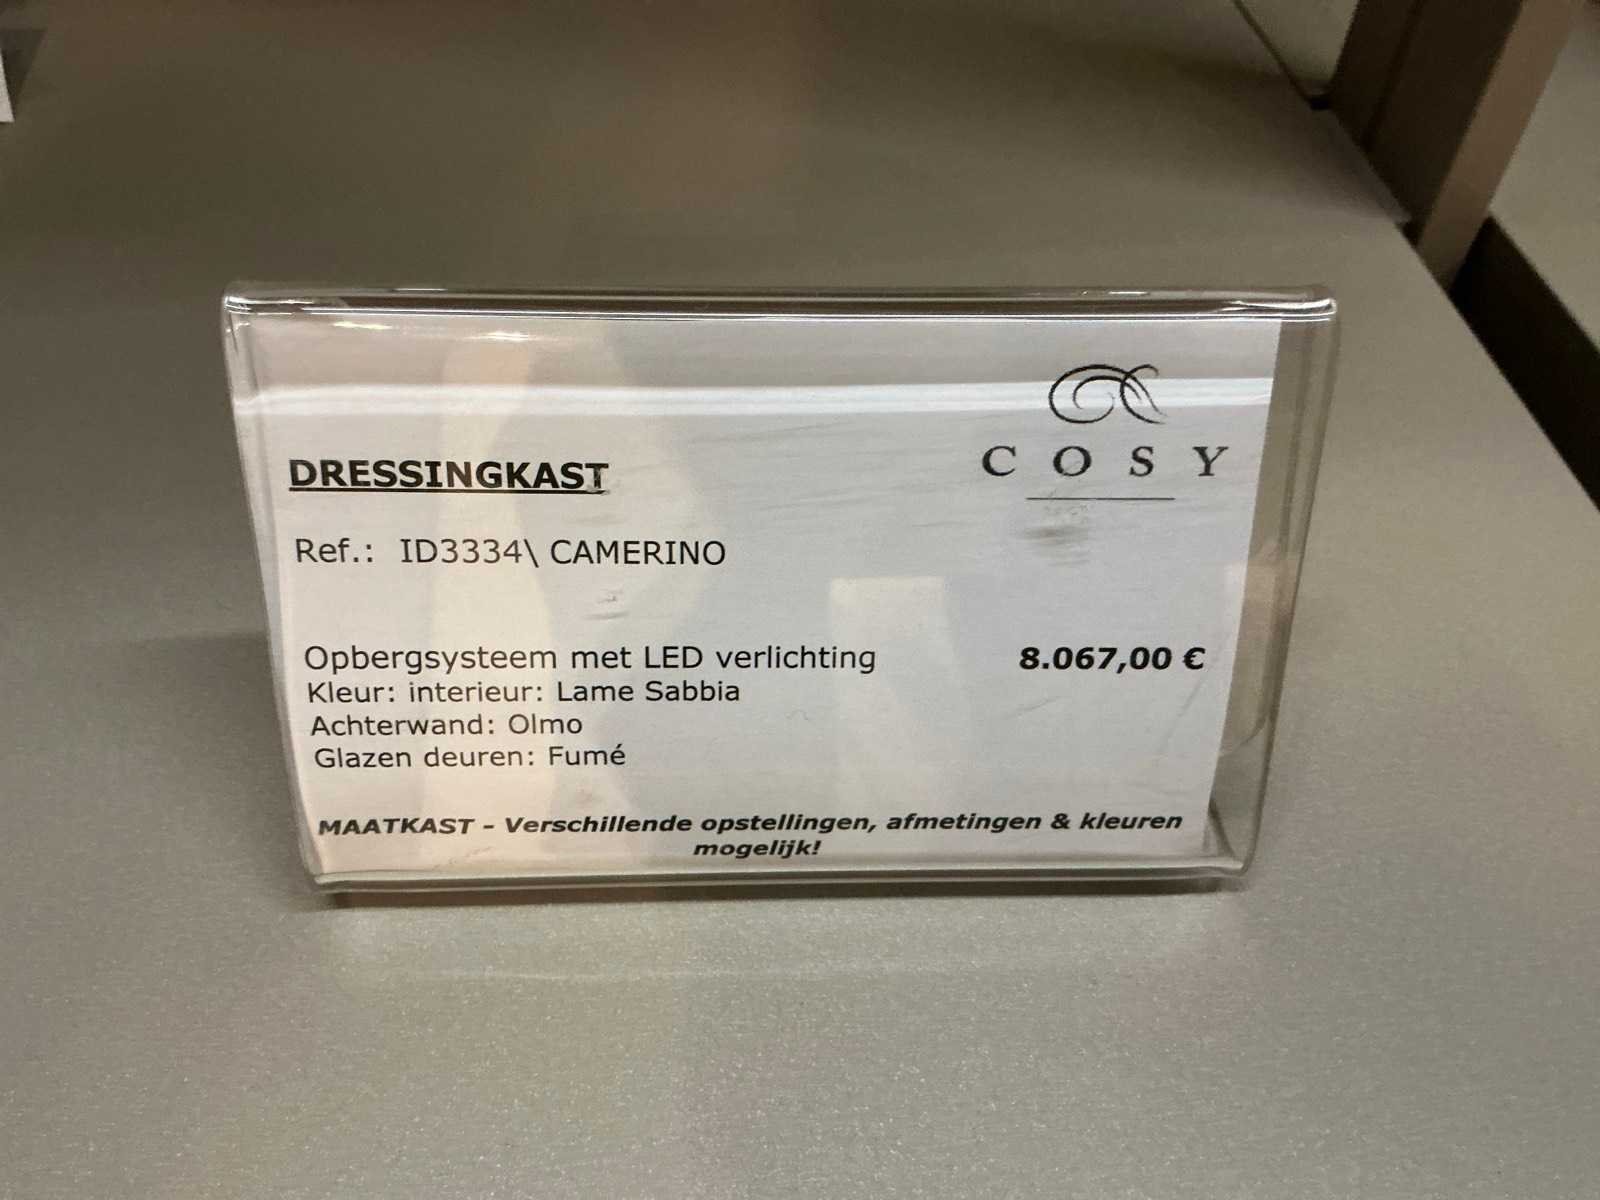 COSY
DRESSINGKAST
Ref.: ID3334\ CAMERINO
Opbergsysteem met LED verlichting 8.067,00 €
Kleur: interieur: Lame Sabbia
Achterwand: Olmo
Glazen deuren: Fumé
MAATKAST - Verschillende opstellingen, afmetingen & kleuren
mogelijk!